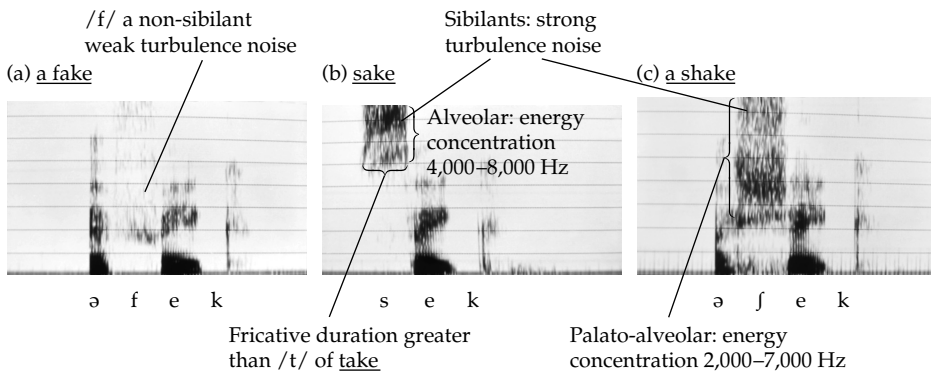 /f/ a non-sibilant
weak turbulence noise
Sibilants: strong
turbulence noise
(a) a fake
(b) sake
(c) a shake
Alveolar: energy
concentration
4,000–8,000 Hz
ə f e k
s e k
ə ʃ e k
Fricative duration greater
than /t/ of take
Palato-alveolar: energy
concentration 2,000–7,000 Hz